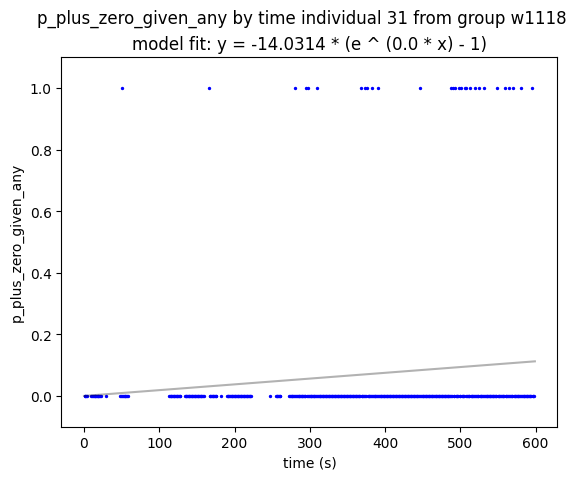 p_plus_zero_given_any by time individual 31 from group w1118
model fit: y = -14.0314 * (e ^ (0.0 * x) - 1)
p_plus_zero_given_any
1.0
0.8
0.6
0.4
0.2
0.0
0 100 200 300 400 500 600
time (s)